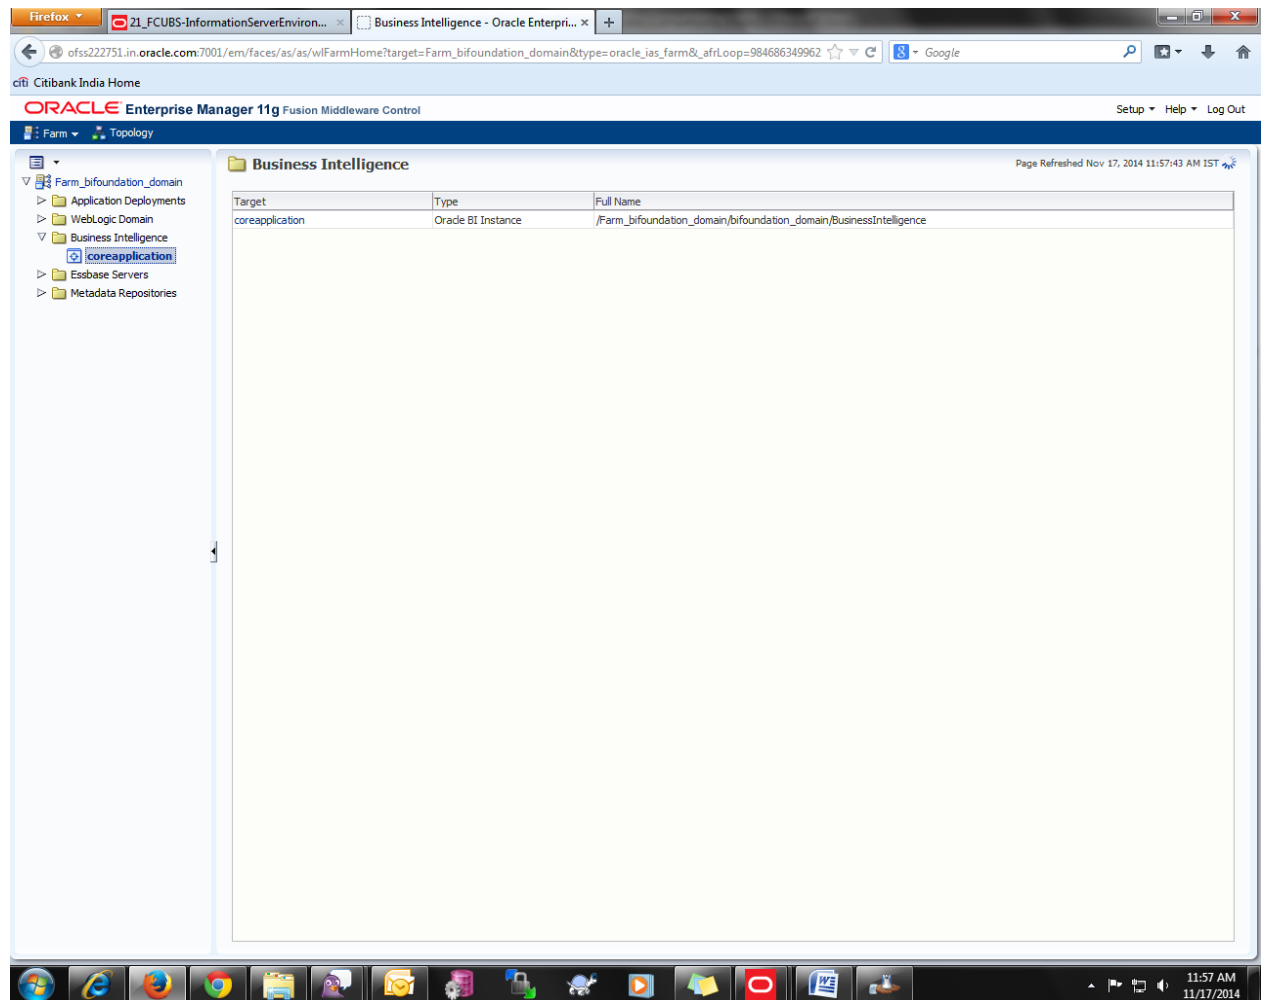 Firefox
21_FCUBS-InformationServerEnviron...
Business Intelligence - Oracle Enterpri...
ofss222751.in.oracle.com:7001/em/faces/as/as/wlFarmHome?target=Farm_bifoundation_domain&type=oracle_ias_farm&_afrLoop=984686349962
Google
citi Citibank India Home
ORACLE Enterprise Manager 11g Fusion Middleware Control
Setup Help Log Out
Farm Topology
Business Intelligence
Page Refreshed Nov 17, 2014 11:57:43 AM IST
Farm_bifoundation_domain
Application Deployments
WebLogic Domain
Business Intelligence
coreapplication
Essbase Servers
Metadata Repositories
Target Type Full Name
coreapplication Oracle BI Instance /Farm_bifoundation_domain/bifoundation_domain/BusinessIntelligence
11:57 AM
11/17/2014